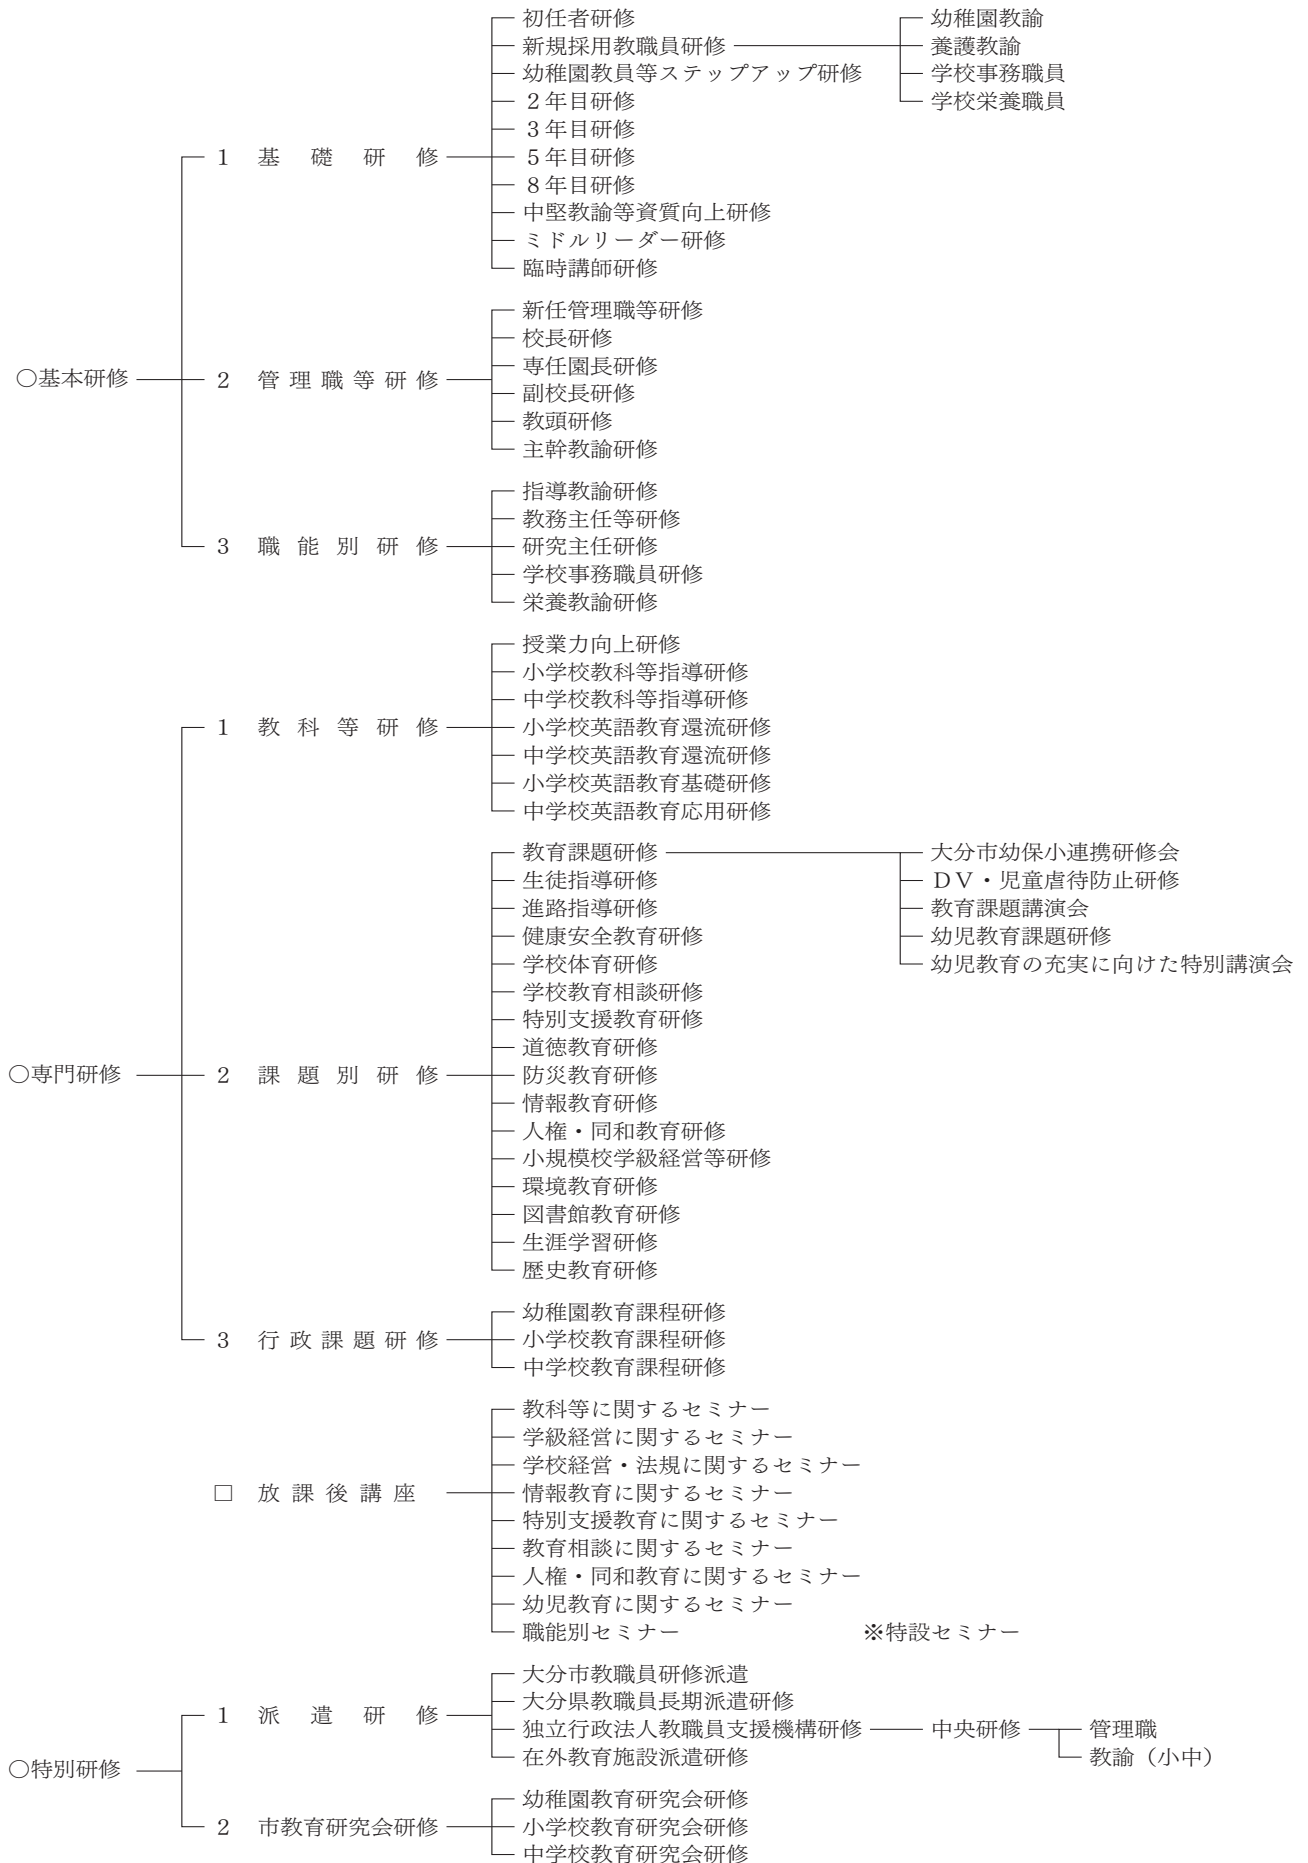 初任者研修
新規採用教職員研修
幼稚園教諭
養護教諭
学校事務職員
学校栄養職員
幼稚園教員等ステップアップ研修
２年目研修
３年目研修
1 基礎研修
５年目研修
８年目研修
中堅教諭等資質向上研修
ミドルリーダー研修
臨時講師研修
新任管理職等研修
校長研修
専任園長研修
○基本研修
2 管理職等研修
副校長研修
教頭研修
主幹教諭研修
指導教諭研修
教務主任等研修
3 職能別研修
研究主任研修
学校事務職員研修
栄養教諭研修
授業力向上研修
小学校教科等指導研修
中学校教科等指導研修
1 教科等研修
小学校英語教育還流研修
中学校英語教育還流研修
小学校英語教育基礎研修
中学校英語教育応用研修
教育課題研修
大分市幼保小連携研修会
ＤＶ・児童虐待防止研修
教育課題講演会
幼児教育課題研修
幼児教育の充実に向けた特別講演会
生徒指導研修
進路指導研修
健康安全教育研修
学校体育研修
学校教育相談研修
特別支援教育研修
道徳教育研修
○専門研修
2 課題別研修
防災教育研修
情報教育研修
人権・同和教育研修
小規模校学級経営等研修
環境教育研修
図書館教育研修
生涯学習研修
歴史教育研修
幼稚園教育課程研修
3 行政課題研修
小学校教育課程研修
中学校教育課程研修
教科等に関するセミナー
学級経営に関するセミナー
学校経営・法規に関するセミナー
□ 放課後講座
情報教育に関するセミナー
特別支援教育に関するセミナー
教育相談に関するセミナー
人権・同和教育に関するセミナー
幼児教育に関するセミナー
職能別セミナー
※特設セミナー
大分市教職員研修派遣
大分県教職員長期派遣研修
1 派遣研修
独立行政法人教職員支援機構研修
中央研修
管理職
教諭（小中）
在外教育施設派遣研修
○特別研修
幼稚園教育研究会研修
2 市教育研究会研修
小学校教育研究会研修
中学校教育研究会研修